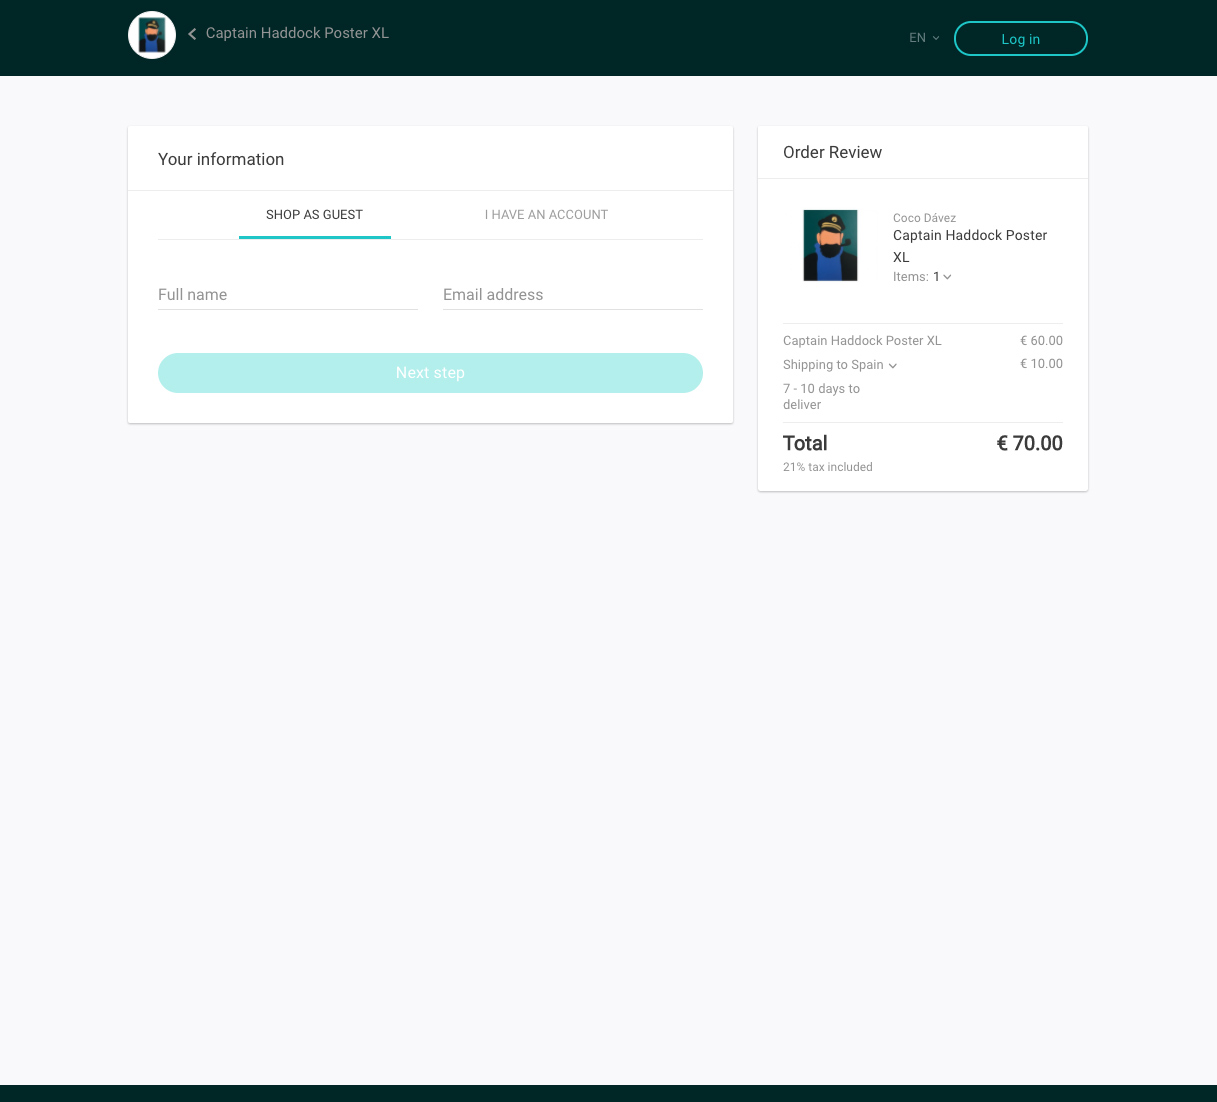 Captain Haddock Poster XL
EN
Log in
Your information
SHOP AS GUEST
I HAVE AN ACCOUNT
Full name
Email address
Next step
Order Review
Coco Dávez
Captain Haddock Poster
XL
Items: 1
Captain Haddock Poster XL € 60.00
Shipping to Spain € 10.00
7 - 10 days to
deliver
Total € 70.00
21% tax included